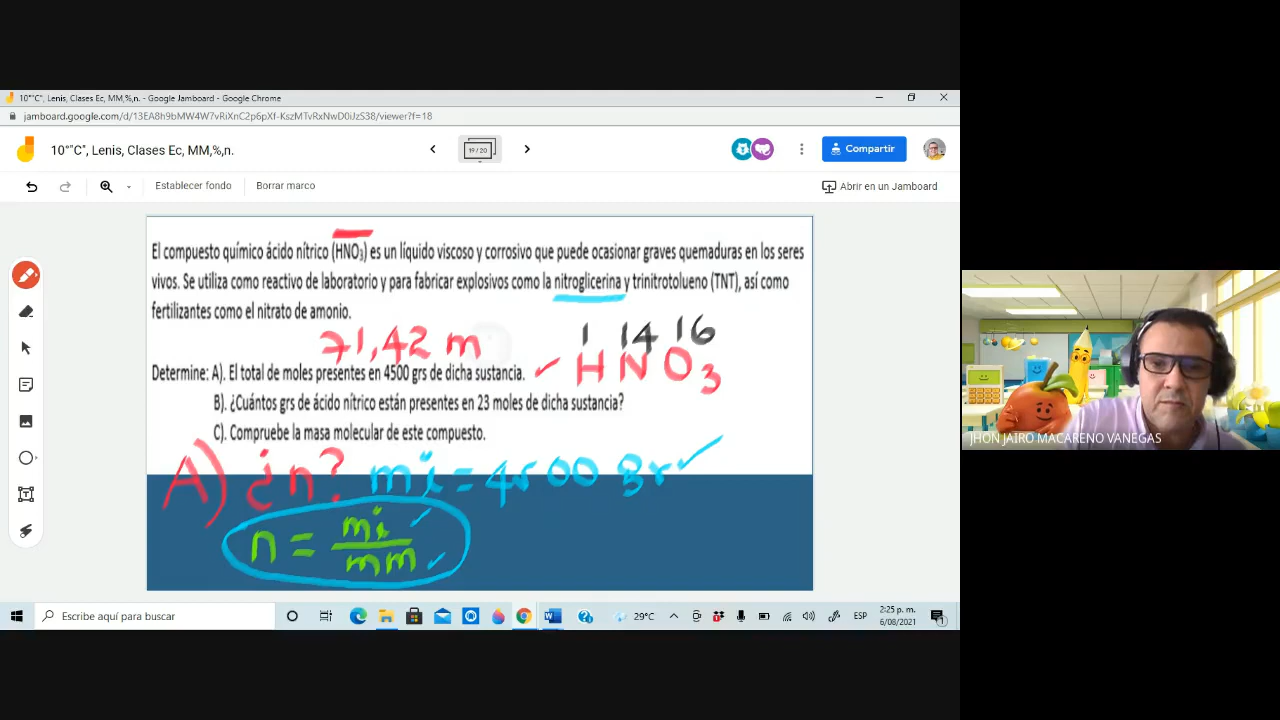 10°"C", Lenis, Clases Ec, MM,%,n. - Google Jamboard - Google Chrome
jamboard.google.com/d/13EA8h9bMW4W7vRiXnC2p6pXf-KszMTvRxNwD0iJzS38/viewer?f=18
10°"C", Lenis, Clases Ec, MM,%,n.
19 / 20
Compartir
Establecer fondo
Borrar marco
Abrir en un Jamboard
El compuesto químico ácido nítrico (HNO3) es un líquido viscoso y corrosivo que puede ocasionar graves quemaduras en los seres
vivos. Se utiliza como reactivo de laboratorio y para fabricar explosivos como la nitroglicerina y trinitrotolueno (TNT), así como
fertilizantes como el nitrato de amonio.
71,42 m
1 14 16
HNO3
Determine: A). El total de moles presentes en 4500 grs de dicha sustancia.
B). ¿Cuántos grs de ácido nítrico están presentes en 23 moles de dicha sustancia?
C). Compruebe la masa molecular de este compuesto.
A) ¿n? mi = 4500 gr
n = mi
mm
JHON JAIRO MACARENO VANEGAS
Escribe aquí para buscar
29°C
ESP
2:25 p. m.
6/08/2021
1